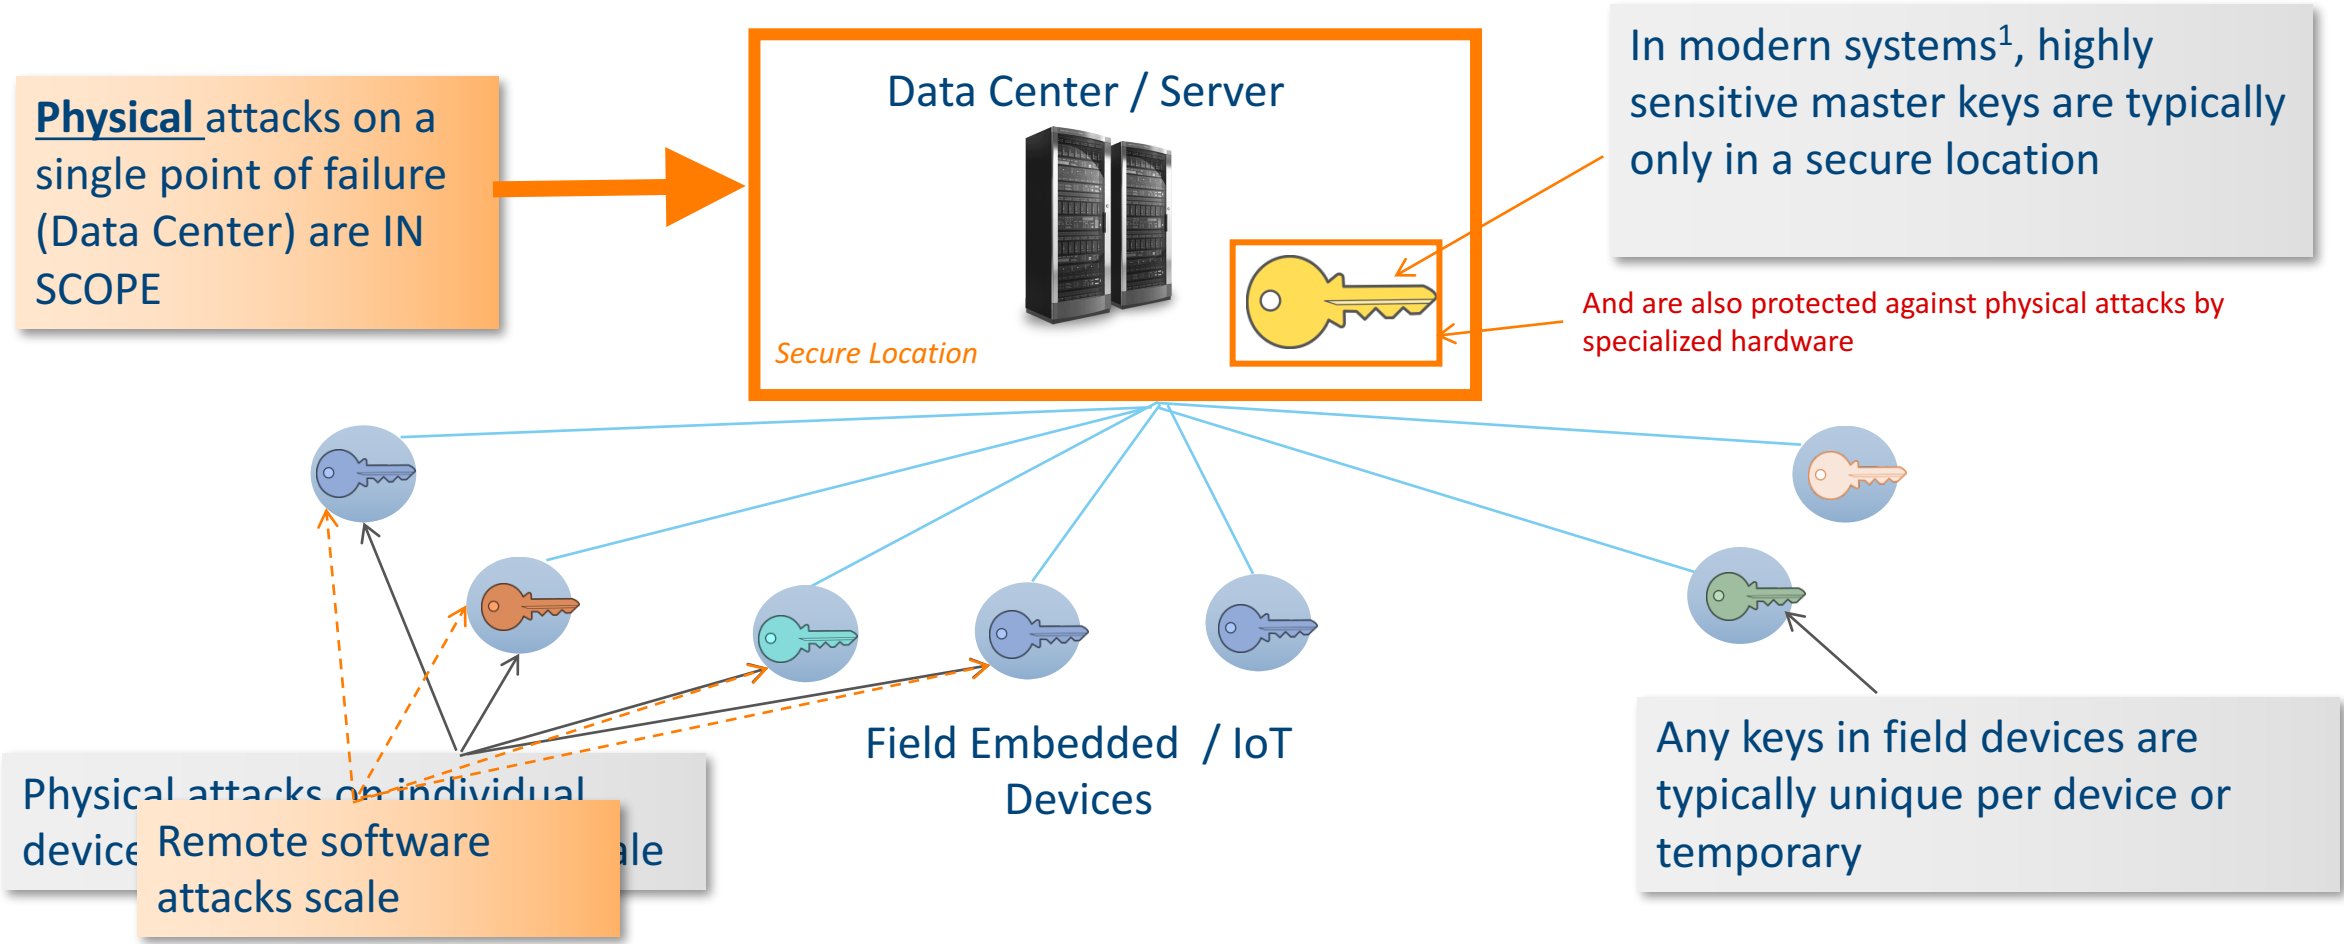 Physical attacks on a
single point of failure
(Data Center) are IN
SCOPE
Data Center / Server
Secure Location
In modern systems¹, highly
sensitive master keys are typically
only in a secure location
And are also protected against physical attacks by
specialized hardware
Field Embedded / IoT
Devices
Physical attacks on individual
Remote software
attacks scale
Any keys in field devices are
typically unique per device or
temporary